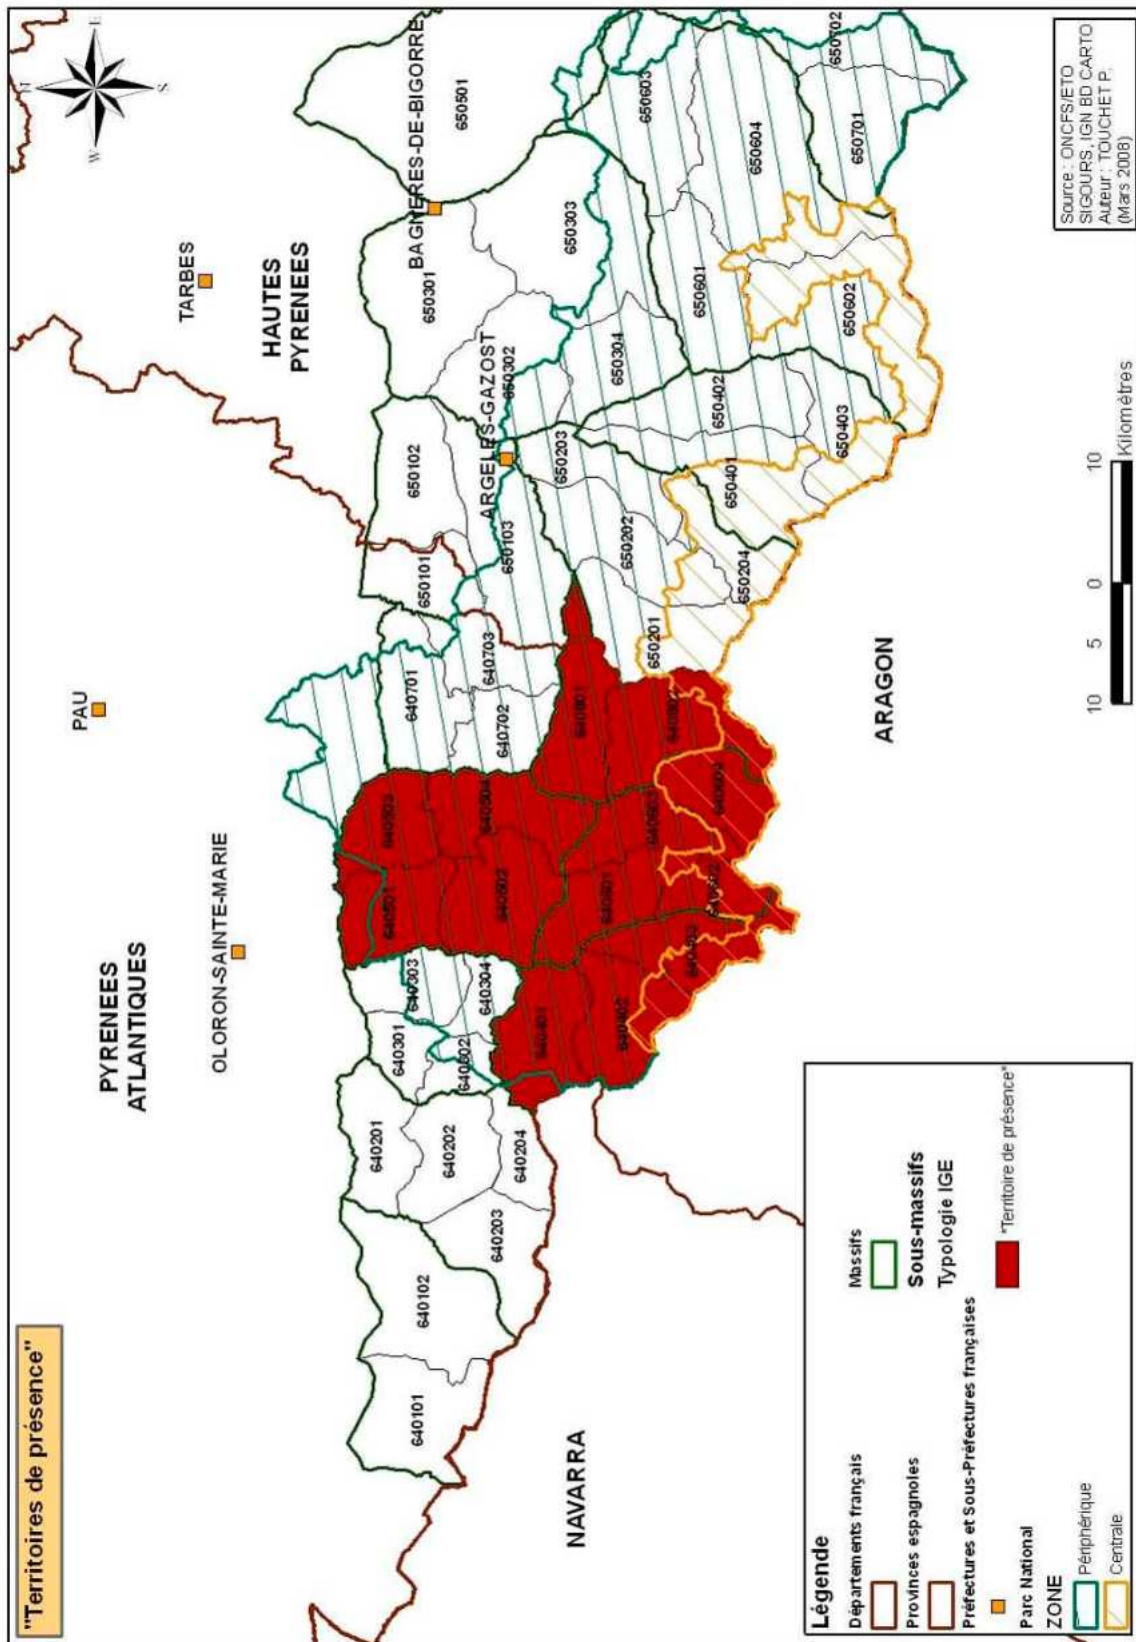 "Territoires de présence"
N
E
S
W
PAU
TARBES
OLORON-SAINTE-MARIE
PYRENEES
ATLANTIQUES
HAUTES
PYRENEES
BAGNERES-DE-BIGORRE
ARGELES-GAZOST
NAVARRA
ARAGON
640101
640102
640201
640202
640203
640204
640301
640302
640303
640304
640401
640402
640403
640501
640502
640503
640504
640601
640602
640603
640701
640702
640703
640801
640802
650101
650102
650103
650201
650202
650203
650204
650301
650302
650303
650304
650401
650402
650403
650501
650601
650602
650603
650604
650701
650702
Légende
Départements français
Provinces espagnoles
Préfectures et Sous-Préfectures françaises
Parc National
ZONE
Périphérique
Centrale
Massifs
Sous-massifs
Typologie IGE
"Territoire de présence"
10 5 0 10
Kilomètres
Source : ONCFS/ETO
SIGOURS, IGN BD CARTO
Auteur : TOUCHET P.
(Mars 2008)